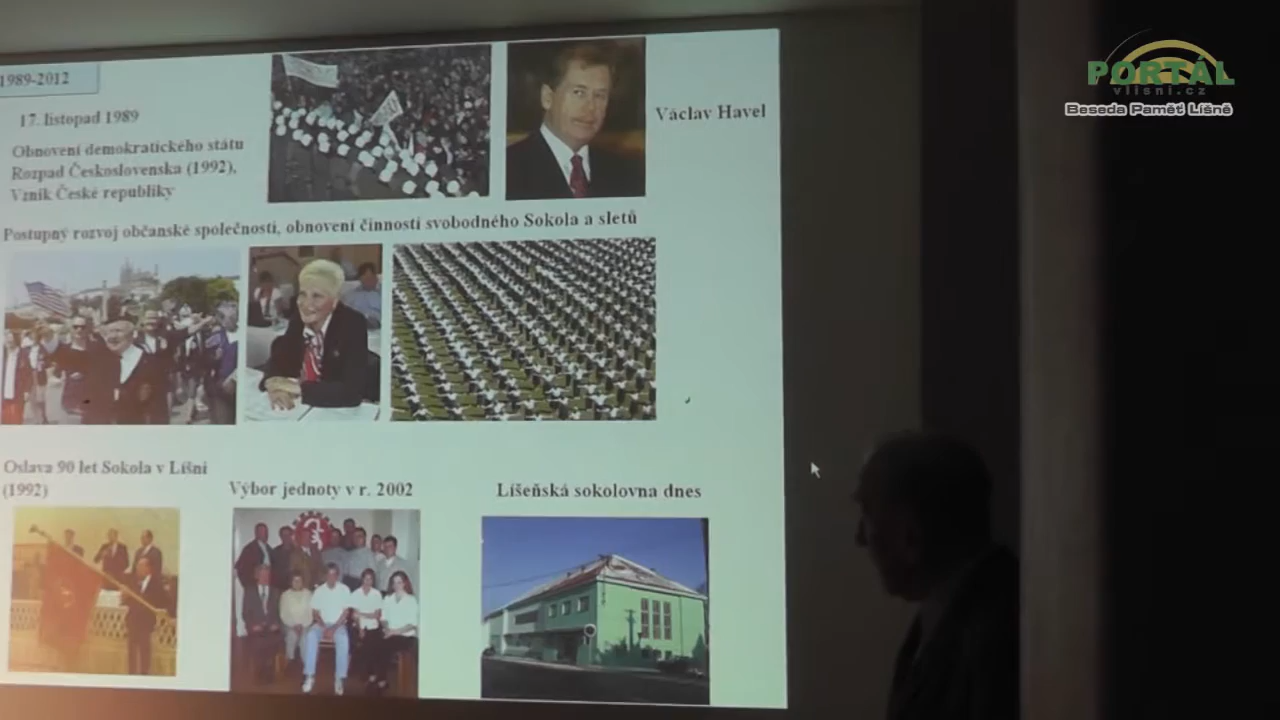 1989-2012
17. listopad 1989
Obnovení demokratického státu
Rozpad Československa (1992),
Vznik České republiky
Václav Havel
Postupný rozvoj občanské společnosti, obnovení činností svobodného Sokola a sletů
Oslava 90 let Sokola v Líšni
(1992)
Výbor jednoty v r. 2002
Líšeňská sokolovna dnes
PORTÁL
vlisni.cz
Beseda Paměť Líšně